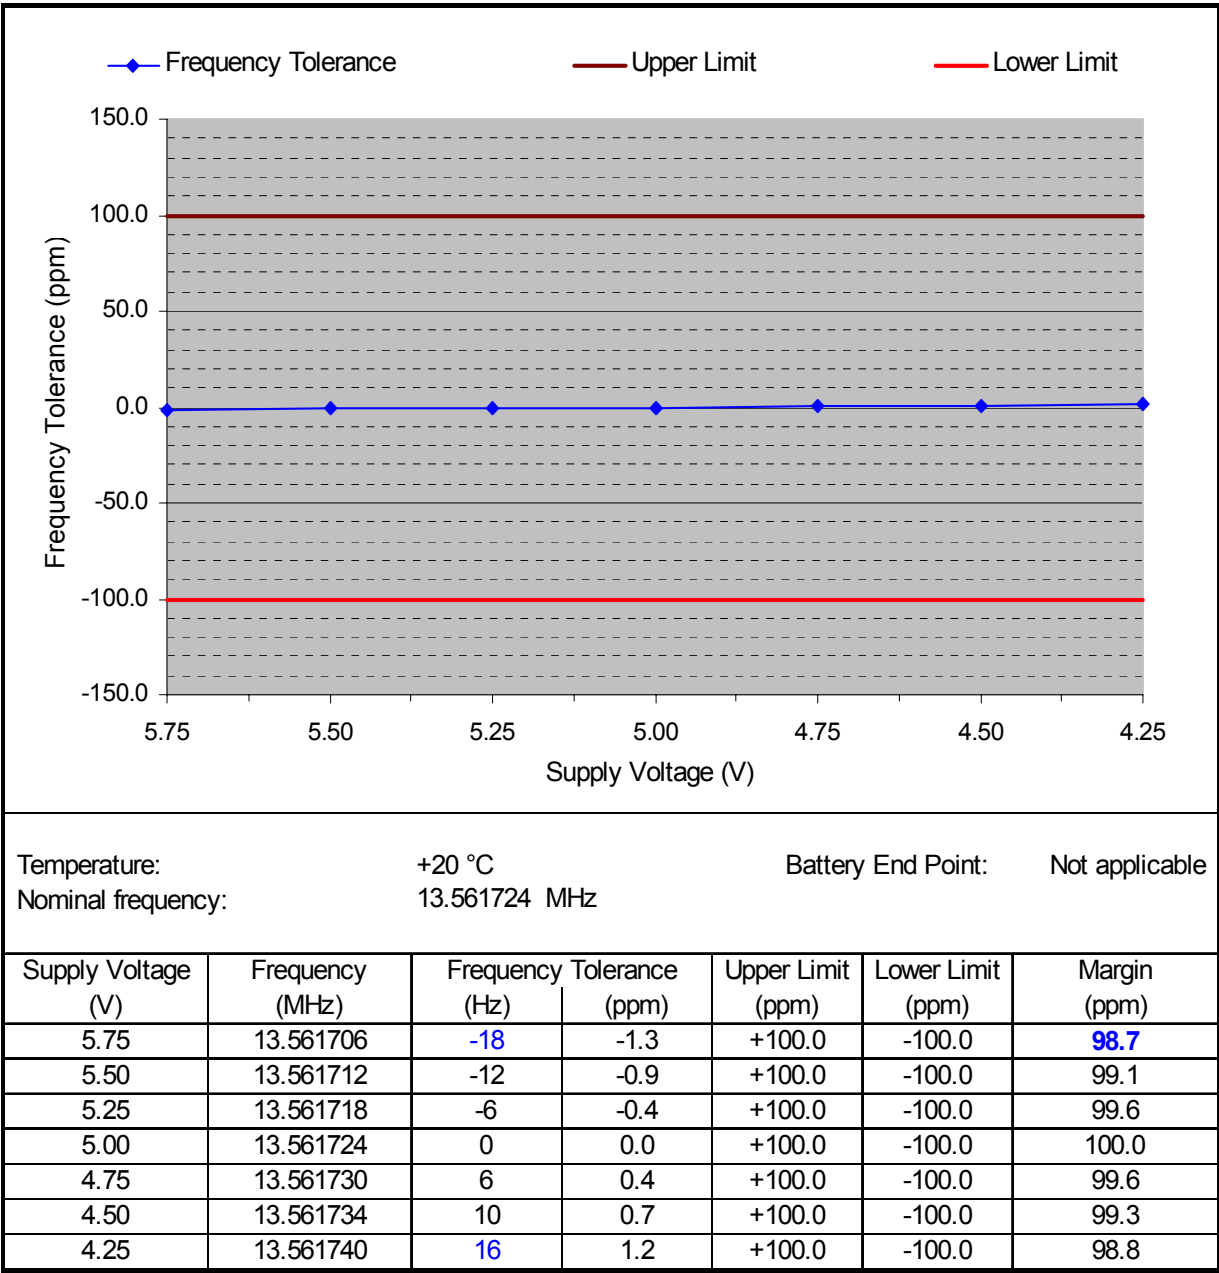 Frequency Tolerance Upper Limit Lower Limit
150.0
100.0
50.0
0.0
-50.0
-100.0
-150.0
Frequency Tolerance (ppm)
5.75 5.50 5.25 5.00 4.75 4.50 4.25
Supply Voltage (V)
Temperature: +20 °C Battery End Point: Not applicable
Nominal frequency: 13.561724 MHz
Supply Voltage Frequency Frequency Tolerance Upper Limit Lower Limit Margin
(V) (MHz) (Hz) (ppm) (ppm) (ppm) (ppm)
5.75 13.561706 -18 -1.3 +100.0 -100.0 98.7
5.50 13.561712 -12 -0.9 +100.0 -100.0 99.1
5.25 13.561718 -6 -0.4 +100.0 -100.0 99.6
5.00 13.561724 0 0.0 +100.0 -100.0 100.0
4.75 13.561730 6 0.4 +100.0 -100.0 99.6
4.50 13.561734 10 0.7 +100.0 -100.0 99.3
4.25 13.561740 16 1.2 +100.0 -100.0 98.8